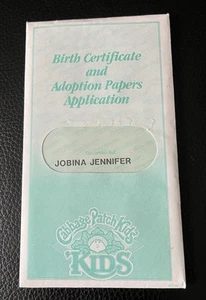 Birth Certificate
and
Adoption Papers
Application
JOBINA JENNIFER
Cabbage Patch Kids
KIDS